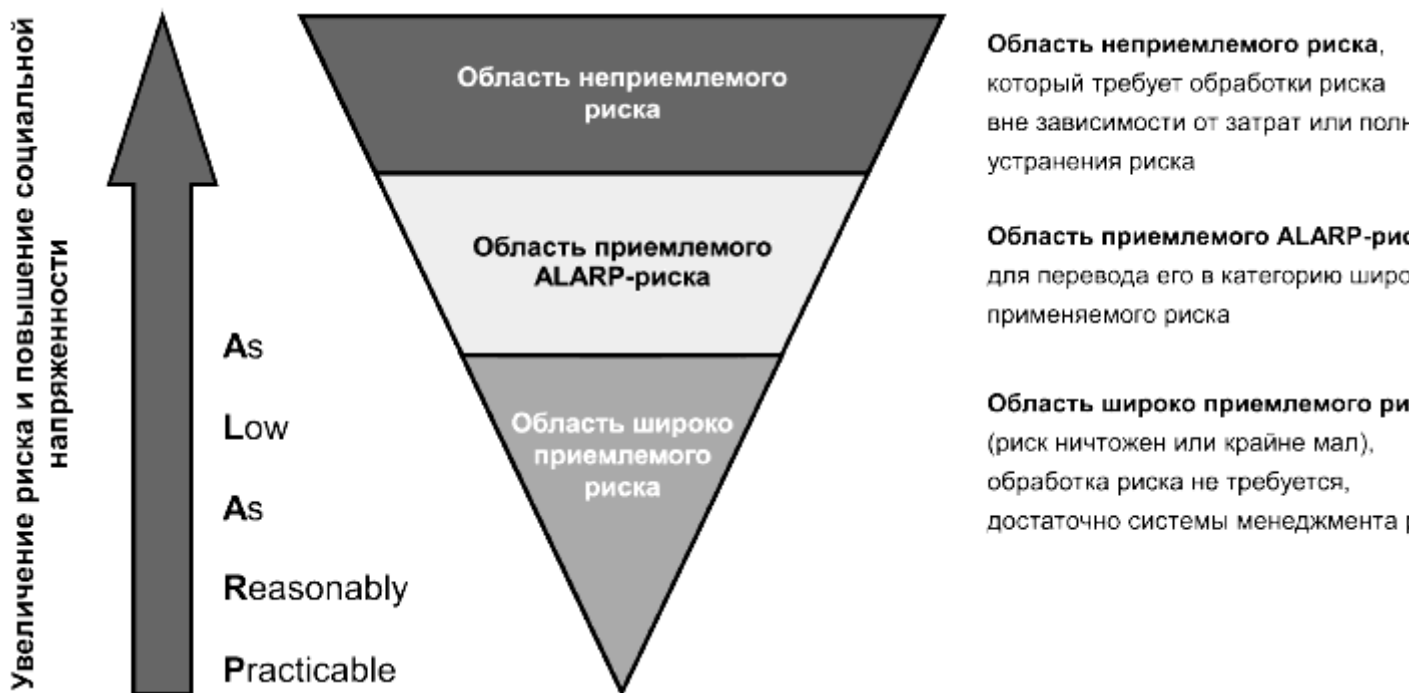 Увеличение риска и повышение социальной
напряженности
As
Low
As
Reasonably
Practicable
Область неприемлемого
риска
Область приемлемого
ALARP-риска
Область широко
приемлемого
риска
Область неприемлемого риска,
который требует обработки риска
вне зависимости от затрат или
устранения риска
Область приемлемого
для перевода его в категорию
применяемого риска
Область широко приемлемого
(риск ничтожен или крайне мал),
обработка риска не требуется,
достаточно системы менеджмента